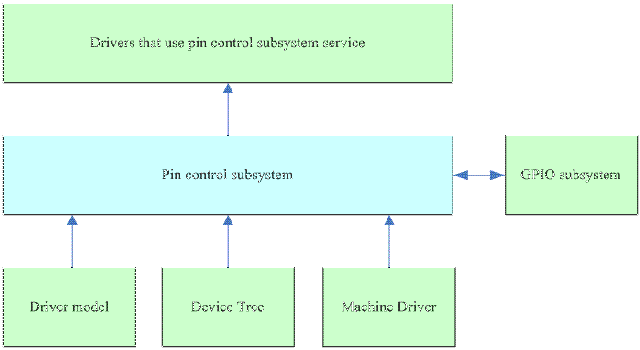 Drivers that use pin control subsystem service
Pin control subsystem
GPIO subsystem
Driver model
Device Tree
Machine Driver